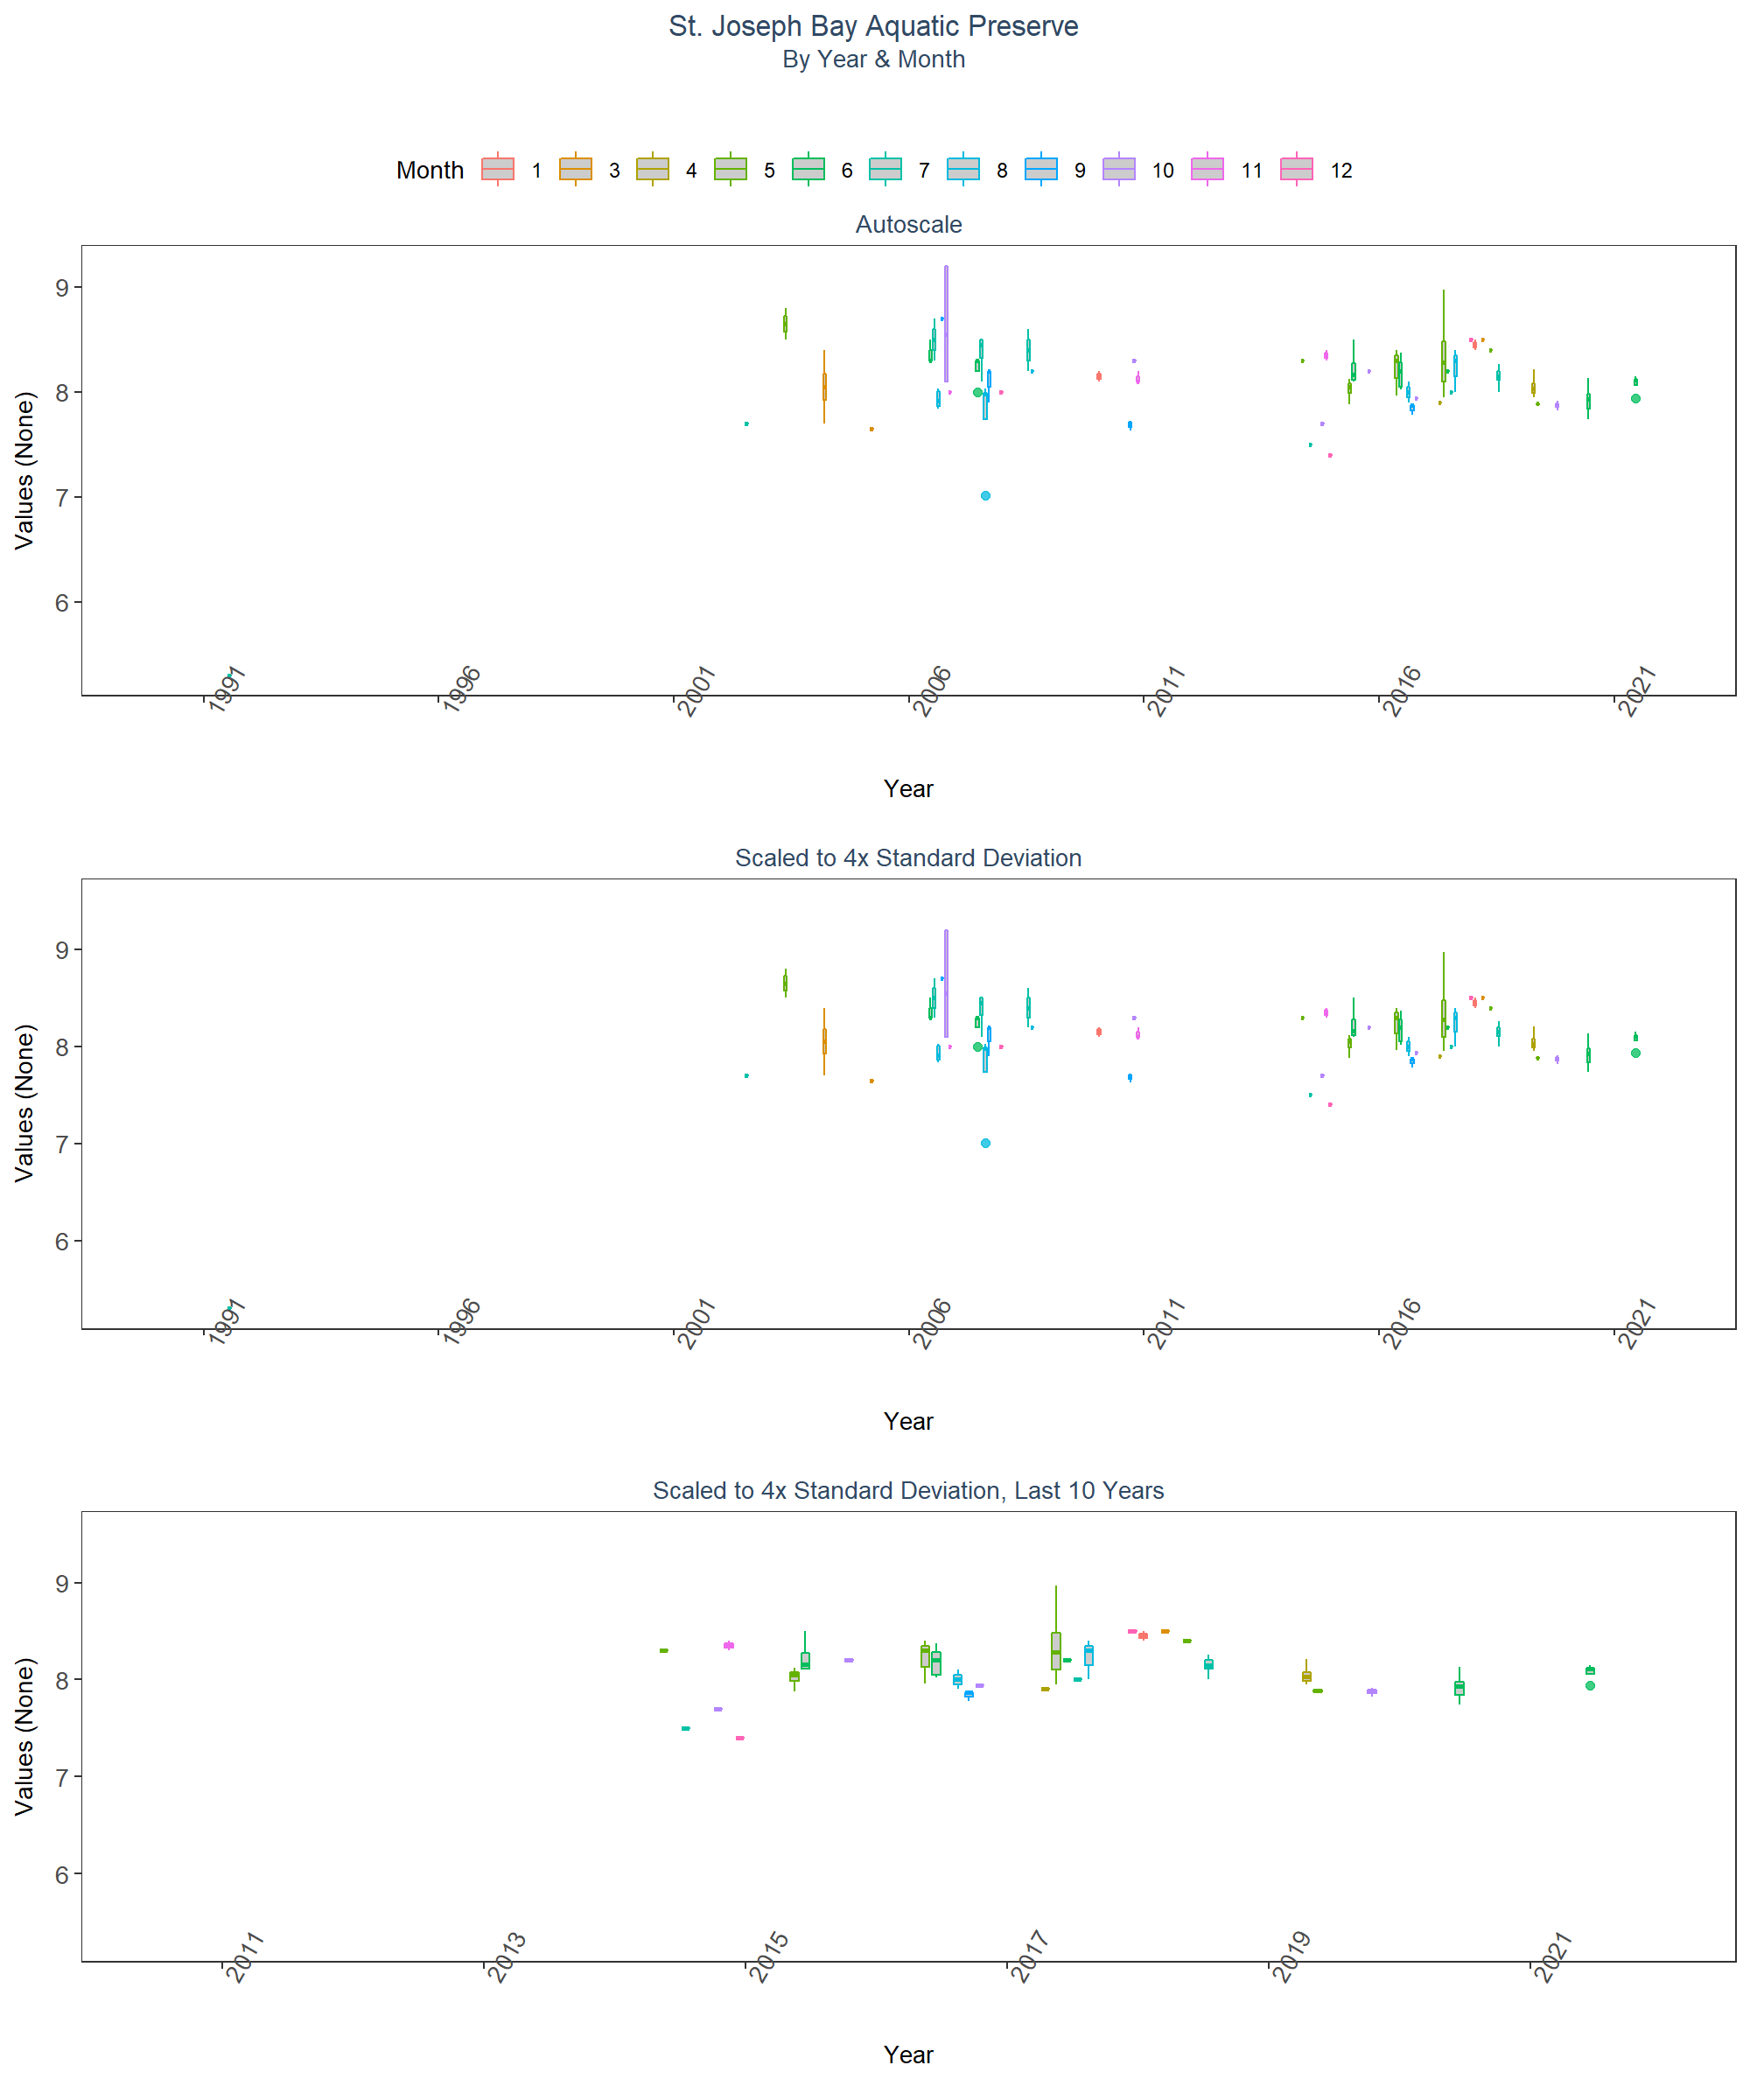 St. Joseph Bay Aquatic Preserve
By Year & Month
Month 1 3 4 5 6 7 8 9 10 11 12
Autoscale
Values (None)
9
8
7
6
1991 1996 2001 2006 2011 2016 2021
Year
Scaled to 4x Standard Deviation
Values (None)
9
8
7
6
1991 1996 2001 2006 2011 2016 2021
Year
Scaled to 4x Standard Deviation, Last 10 Years
Values (None)
9
8
7
6
2011 2013 2015 2017 2019 2021
Year